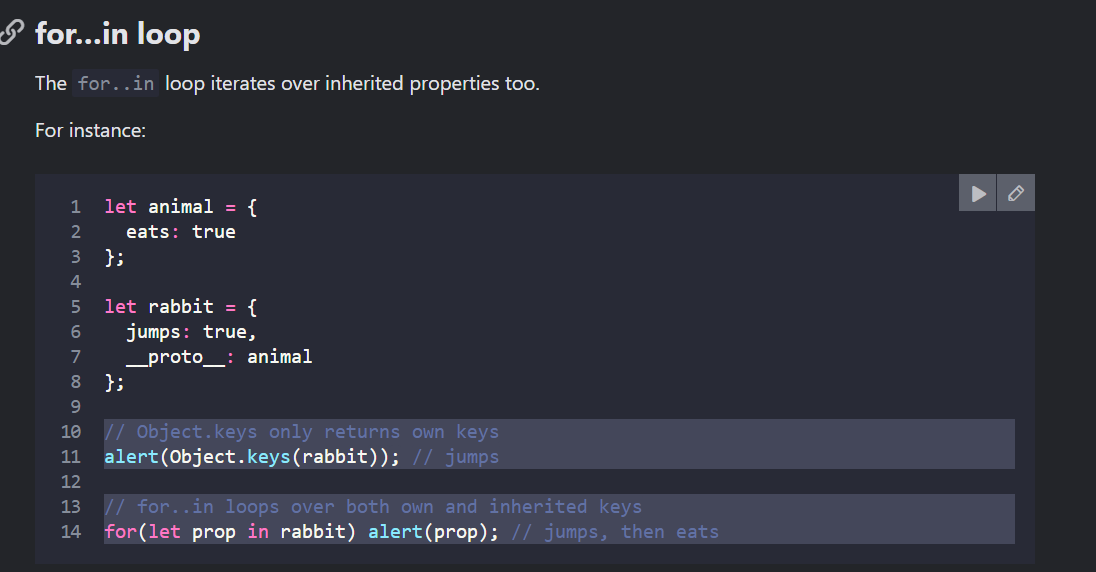 for…in loop
The for..in loop iterates over inherited properties too.
For instance:
1 let animal = {
2   eats: true
3 };
4
5 let rabbit = {
6   jumps: true,
7   __proto__: animal
8 };
9
10 // Object.keys only returns own keys
11 alert(Object.keys(rabbit)); // jumps
12
13 // for..in loops over both own and inherited keys
14 for(let prop in rabbit) alert(prop); // jumps, then eats